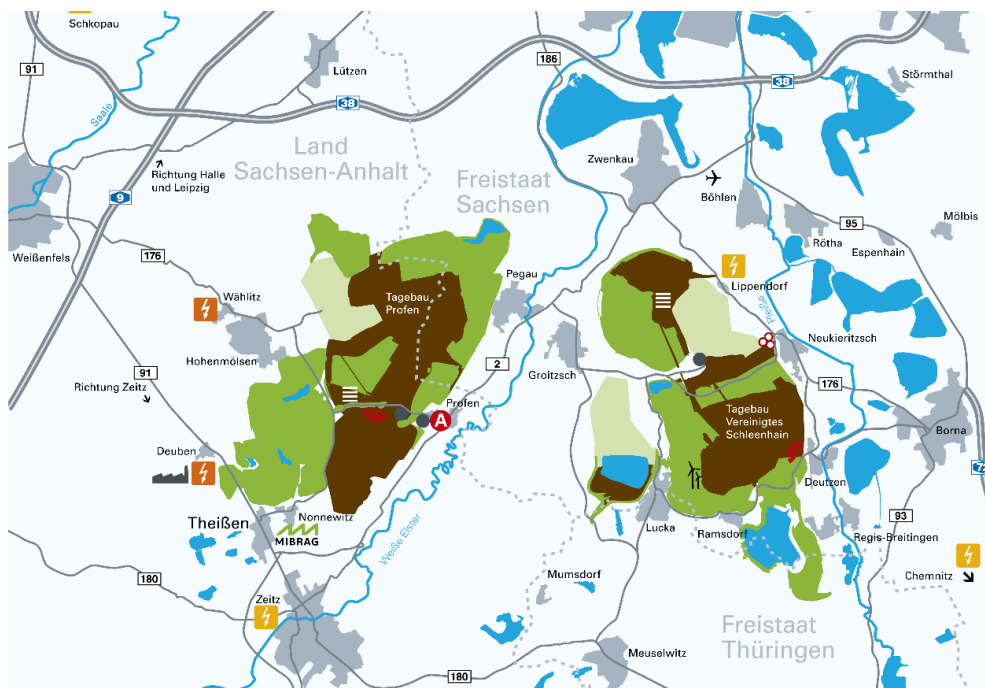 Schkopau
91
Lützen
186
38
Störmthal
38
Saale
Land
Sachsen-Anhalt
Zwenkau
Richtung Halle
und Leipzig
Freistaat
Sachsen
9
Böhlen
Mölbis
95
Rötha
Espenhain
Weißenfels
176
Pegau
Lippendorf
Wählitz
Tagebau
Profen
Pleiße
Neukieritzsch
Hohenmölsen
2
Groitzsch
91
Richtung Zeitz
176
Profen
A
Tagebau
Vereinigtes
Schleenhain
Borna
Deuben
72
Deutzen
93
Theißen
Nonnewitz
MIBRAG
Lucka
Ramsdorf
Regis-Breitingen
Weiße Elster
180
Mumsdorf
Chemnitz
Zeitz
Freistaat
Thüringen
Meuselwitz
180